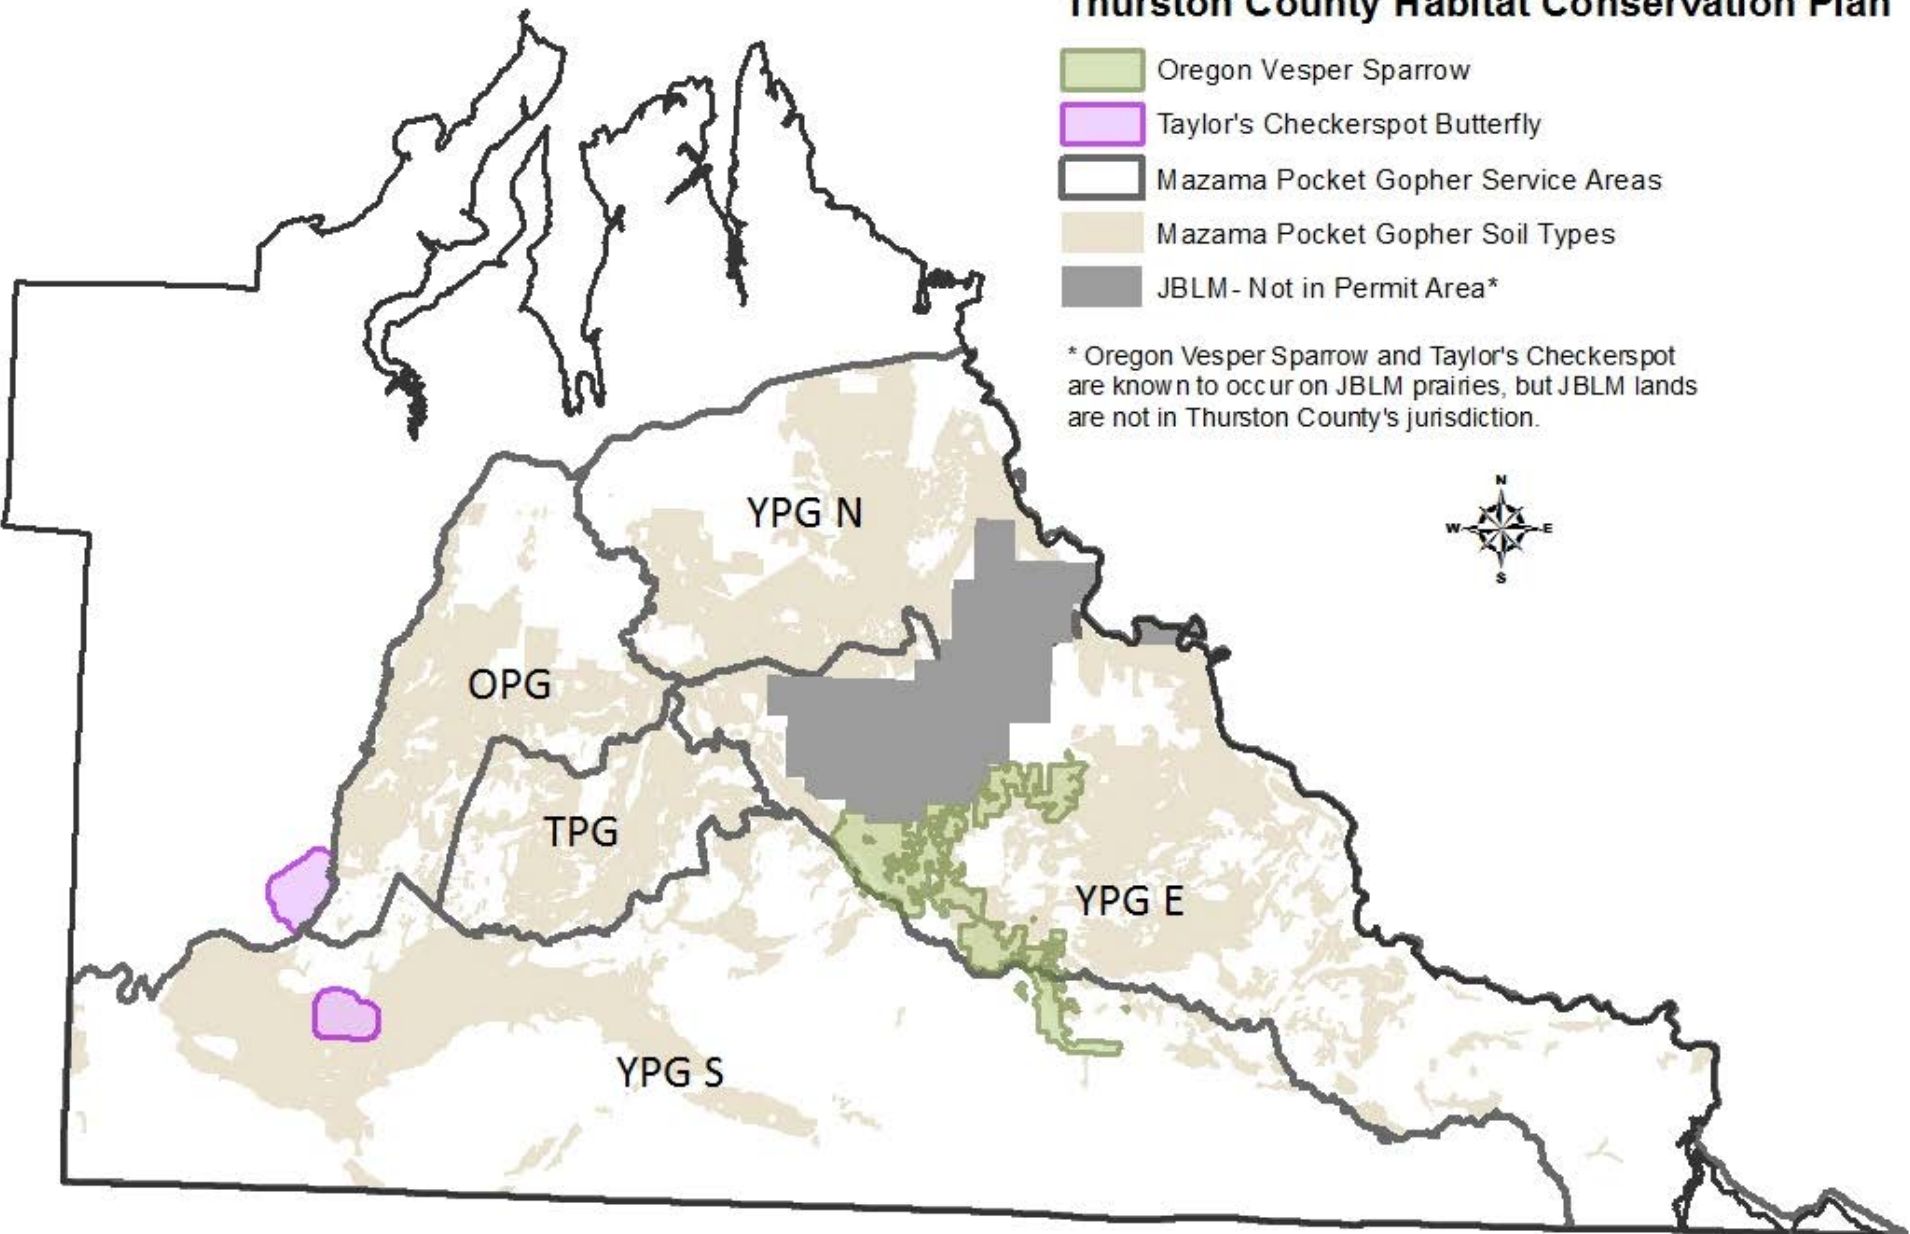 Thurston County Habitat Conservation Plan
Oregon Vesper Sparrow
Taylor's Checkerspot Butterfly
Mazama Pocket Gopher Service Areas
Mazama Pocket Gopher Soil Types
JBLM- Not in Permit Area*
* Oregon Vesper Sparrow and Taylor's Checkerspot
are known to occur on JBLM prairies, but JBLM lands
are not in Thurston County's jurisdiction.
N
W
E
S
YPG N
OPG
TPG
YPG E
YPG S